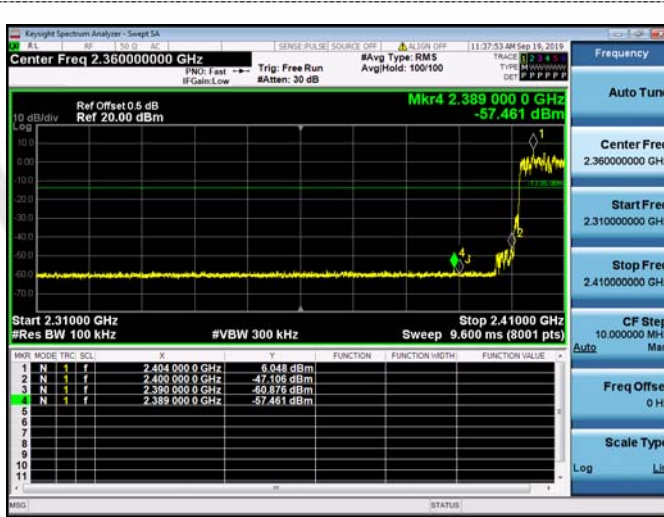 Keysight Spectrum Analyzer - Swept SA
RL RF 50 Ω AC SENSE:PULSE SOURCE OFF ALIGN OFF 11:37:53 AM Sep 19, 2019
Center Freq 2.360000000 GHz
PNO: Fast
IFGain:Low
Trig: Free Run
#Atten: 30 dB
#Avg Type: RMS
Avg|Hold: 100/100
TRACE 1 2 3 4 5
TYPE M
DET P P P P P
Frequency
Auto Tune
Ref Offset 0.5 dB
10 dB/div Ref 20.00 dBm
Mkr4 2.389 000 0 GHz
-57.461 dBm
Log
10.0
0.00
-10.0
-20.0
-30.0
-40.0
-50.0
-60.0
-70.0
1
2
4
Center Freq
2.360000000 GHz
Start Freq
2.310000000 GHz
Stop Freq
2.410000000 GHz
Start 2.31000 GHz Stop 2.41000 GHz
#Res BW 100 kHz #VBW 300 kHz Sweep 9.600 ms (8001 pts)
CF Step
10.000000 MHz
Auto Man
MKR MODE TRC SCL X Y FUNCTION FUNCTION WIDTH FUNCTION VALUE
1 N 1 f 2.404 000 0 GHz 6.048 dBm
2 N 1 f 2.400 000 0 GHz -47.106 dBm
3 N 1 f 2.390 000 0 GHz -60.876 dBm
4 N 1 f 2.389 000 0 GHz -57.461 dBm
5
6
7
8
9
10
11
Freq Offset
0 Hz
Scale Type
Log Lin
MSG STATUS